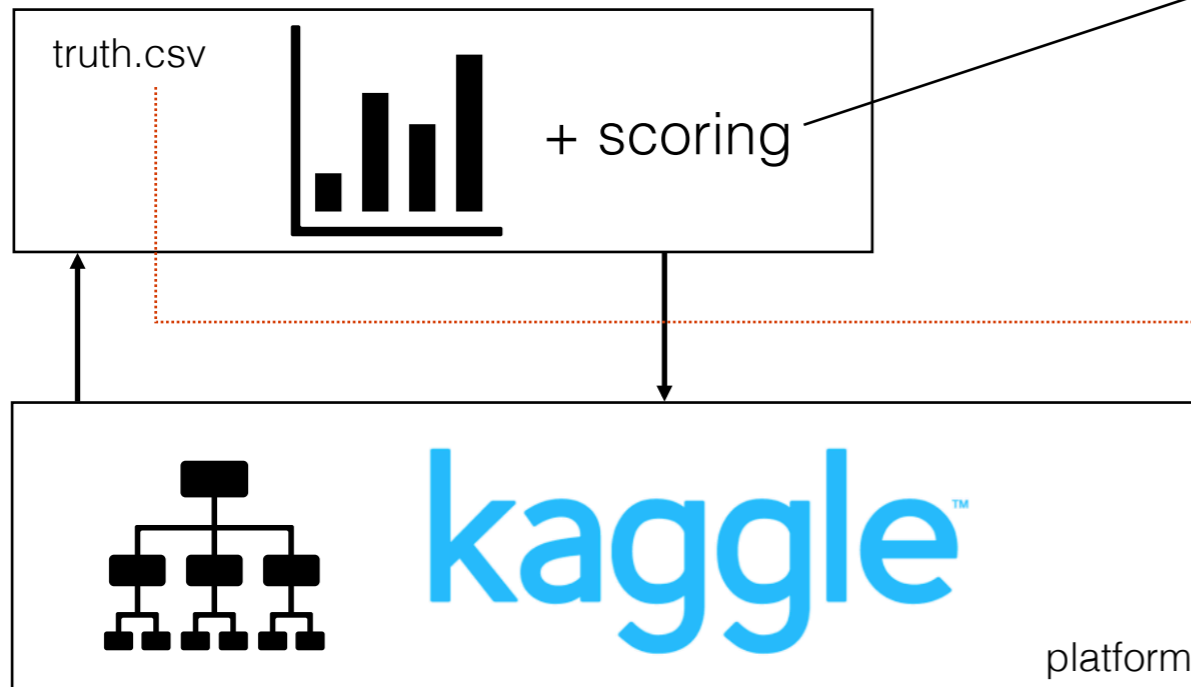 truth.csv
+ scoring
kaggle™
platform